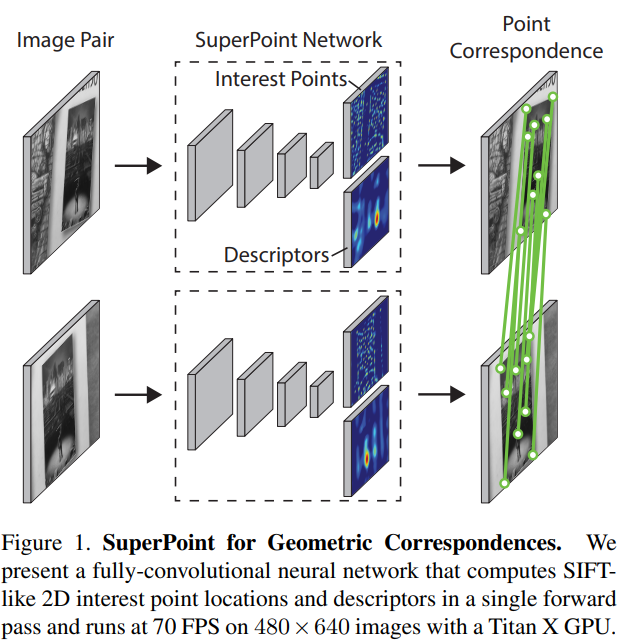 Image Pair
SuperPoint Network
Point
Correspondence
Interest Points
Descriptors
Figure 1. SuperPoint for Geometric Correspondences. We
present a fully-convolutional neural network that computes SIFT-
like 2D interest point locations and descriptors in a single forward
pass and runs at 70 FPS on 480 × 640 images with a Titan X GPU.